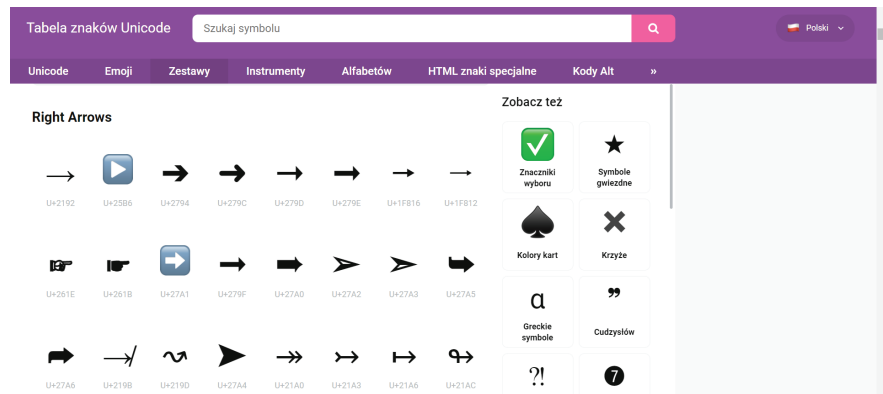 Tabela znaków Unicode
Szukaj symbolu
Polski
Unicode Emoji Zestawy Instrumenty Alfabetów HTML znaki specjalne Kody Alt »
Right Arrows
→ ▶ ➔ ➜ ➝ ➞ 🠖 🠒
U+2192 U+25B6 U+2794 U+279C U+279D U+279E U+1F816 U+1F812
☞ ☛ ➡ ➟ ➠ ➢ ➣ ➥
U+261E U+261B U+27A1 U+279F U+27A0 U+27A2 U+27A3 U+27A5
➦ ↛ ↝ ➤ ↠ ↣ ↦ ↬
U+27A6 U+219B U+219D U+27A4 U+21A0 U+21A3 U+21A6 U+21AC
Zobacz też
✅ ★
Znaczniki wyboru
Symbole gwiezdne
♠ ✖
Kolory kart
Krzyże
α ❞
Greckie symbole
Cudzysłów
⁈ ❼